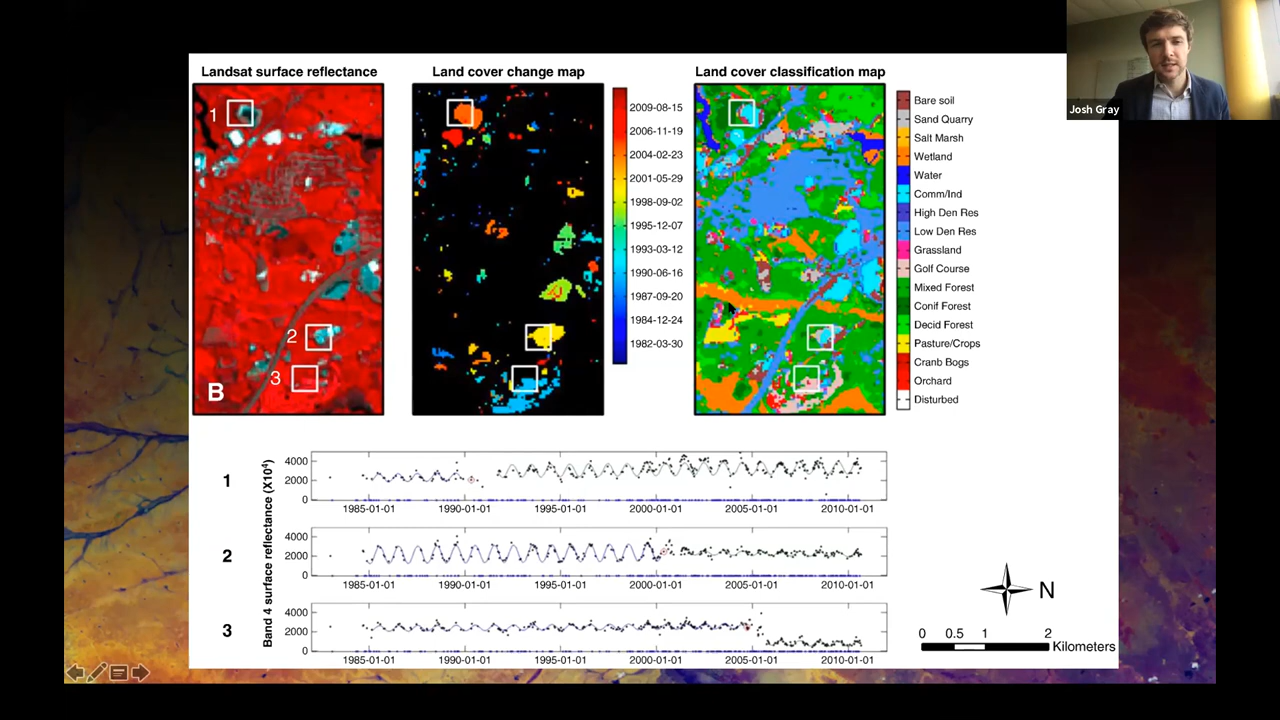 Josh Gray
Landsat surface reflectance
Land cover change map
Land cover classification map
1
2
3
B
2009-08-15
2006-11-19
2004-02-23
2001-05-29
1998-09-02
1995-12-07
1993-03-12
1990-06-16
1987-09-20
1984-12-24
1982-03-30
Bare soil
Sand Quarry
Salt Marsh
Wetland
Water
Comm/Ind
High Den Res
Low Den Res
Grassland
Golf Course
Mixed Forest
Conif Forest
Decid Forest
Pasture/Crops
Cranb Bogs
Orchard
Disturbed
Band 4 surface reflectance (X10⁴)
1
4000
2000
0
1985-01-01 1990-01-01 1995-01-01 2000-01-01 2005-01-01 2010-01-01
2
4000
2000
0
1985-01-01 1990-01-01 1995-01-01 2000-01-01 2005-01-01 2010-01-01
3
4000
2000
0
1985-01-01 1990-01-01 1995-01-01 2000-01-01 2005-01-01 2010-01-01
N
0 0.5 1 2
Kilometers